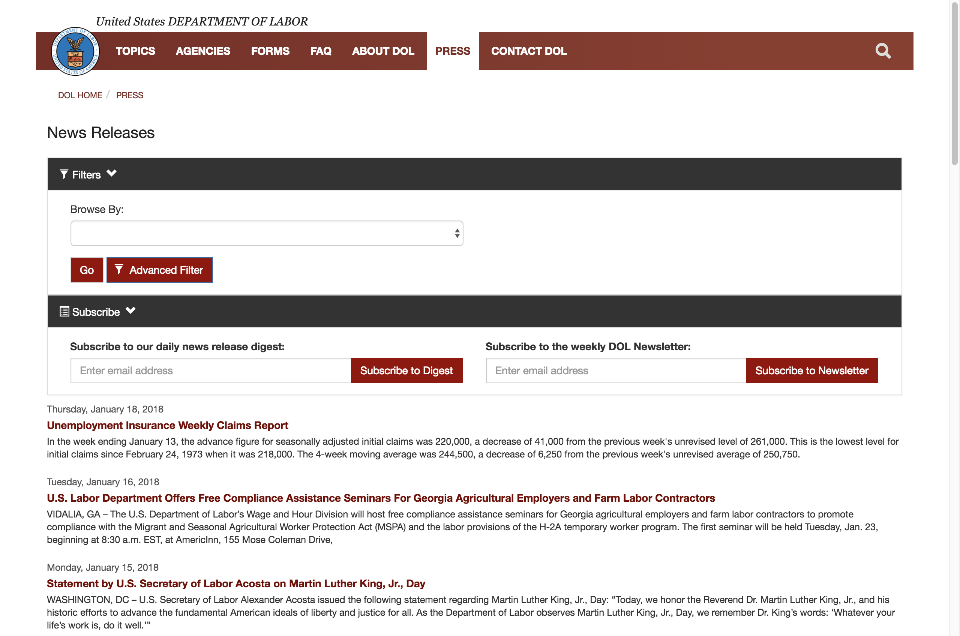 United States DEPARTMENT OF LABOR
TOPICS AGENCIES FORMS FAQ ABOUT DOL PRESS CONTACT DOL
DOL HOME / PRESS
News Releases
Filters
Browse By:
Go Advanced Filter
Subscribe
Subscribe to our daily news release digest: Subscribe to the weekly DOL Newsletter:
Enter email address Subscribe to Digest Enter email address Subscribe to Newsletter
Thursday, January 18, 2018
Unemployment Insurance Weekly Claims Report
In the week ending January 13, the advance figure for seasonally adjusted initial claims was 220,000, a decrease of 41,000 from the previous week's unrevised level of 261,000. This is the lowest level for
initial claims since February 24, 1973 when it was 218,000. The 4-week moving average was 244,500, a decrease of 6,250 from the previous week's unrevised average of 250,750.
Tuesday, January 16, 2018
U.S. Labor Department Offers Free Compliance Assistance Seminars For Georgia Agricultural Employers and Farm Labor Contractors
VIDALIA, GA – The U.S. Department of Labor's Wage and Hour Division will host free compliance assistance seminars for Georgia agricultural employers and farm labor contractors to promote
compliance with the Migrant and Seasonal Agricultural Worker Protection Act (MSPA) and the labor provisions of the H-2A temporary worker program. The first seminar will be held Tuesday, Jan. 23,
beginning at 8:30 a.m. EST, at AmericInn, 155 Mose Coleman Drive,
Monday, January 15, 2018
Statement by U.S. Secretary of Labor Acosta on Martin Luther King, Jr., Day
WASHINGTON, DC – U.S. Secretary of Labor Alexander Acosta issued the following statement regarding Martin Luther King, Jr., Day: "Today, we honor the Reverend Dr. Martin Luther King, Jr., and his
historic efforts to advance the fundamental American ideals of liberty and justice for all. As the Department of Labor observes Martin Luther King, Jr., Day, we remember Dr. King's words: 'Whatever your
life's work is, do it well.'"